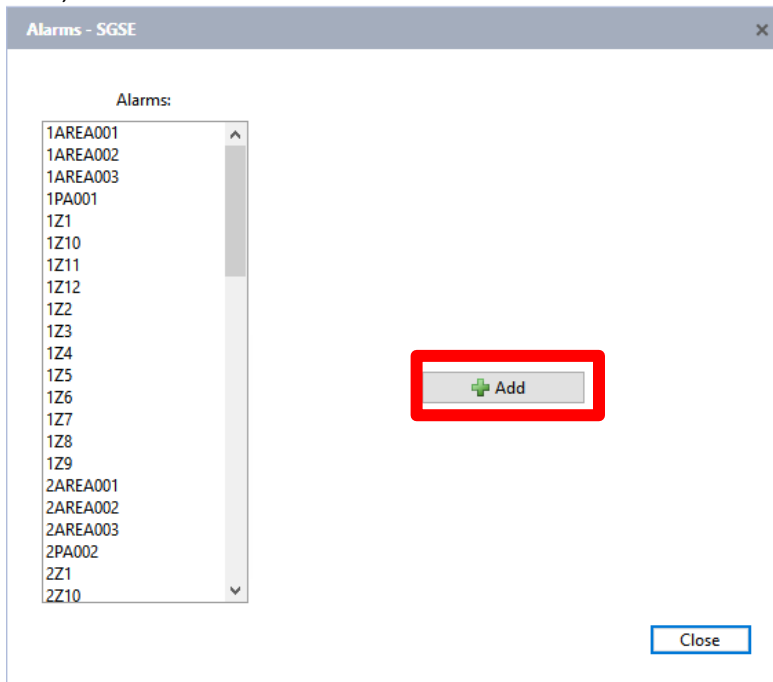 Alarms - SGSE
Alarms:
1AREA001
1AREA002
1AREA003
1PA001
1Z1
1Z10
1Z11
1Z12
1Z2
1Z3
1Z4
1Z5
1Z6
1Z7
1Z8
1Z9
2AREA001
2AREA002
2AREA003
2PA002
2Z1
2Z10
Add
Close